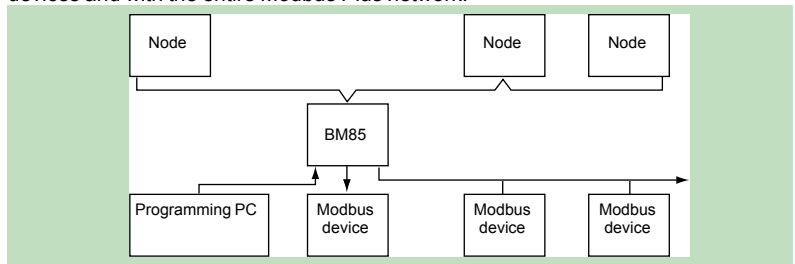 devices and with the entire Modbus Plus network.
Node
Node
Node
BM85
Programming PC
Modbus
device
Modbus
device
Modbus
device